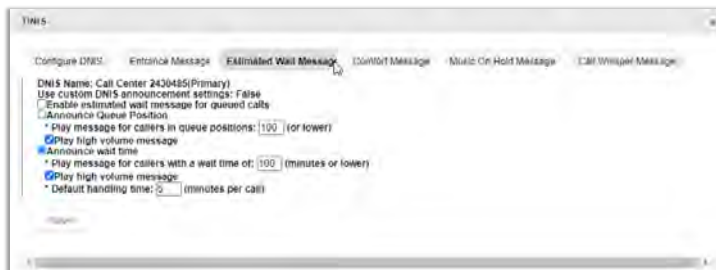 DNIS
Configure DNIS Entrance Message Estimated Wait Message Comfort Message Music On Hold Message Call Whisper Message
DNIS Name: Call Center 2430485(Primary)
Use custom DNIS announcement settings: False
Enable estimated wait message for queued calls
Announce Queue Position
* Play message for callers in queue positions: 100 (or lower)
Play high volume message
Announce wait time
* Play message for callers with a wait time of: 100 (minutes or lower)
Play high volume message
* Default handling time: 5 (minutes per call)